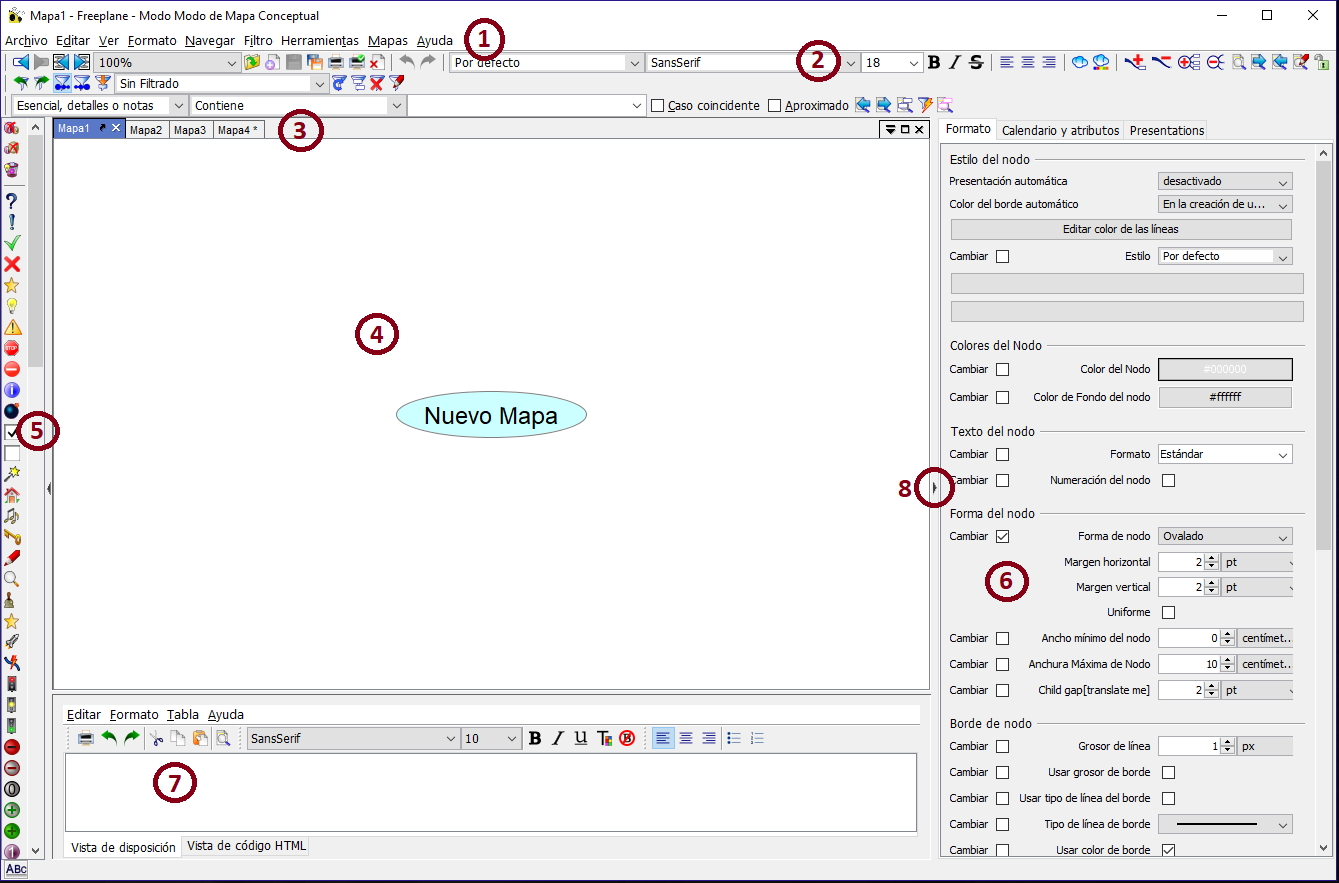 Mapa1 - Freeplane - Modo Modo de Mapa Conceptual
Archivo Editar Ver Formato Navegar Filtro Herramientas Mapas Ayuda
1
100% Por defecto SansSerif 2 18 B I S
Sin Filtrado
Esencial, detalles o notas Contiene Caso coincidente Aproximado
Mapa1 Mapa2 Mapa3 Mapa4 * 3
Formato Calendario y atributos Presentations
Estilo del nodo
Presentación automática desactivado
Color del borde automático En la creación de u...
Editar color de las líneas
Cambiar Estilo Por defecto
Colores del Nodo
Cambiar Color del Nodo #000000
Cambiar Color de Fondo del nodo #ffffff
Texto del nodo
Cambiar Formato Estándar
Cambiar Numeración del nodo
Forma del nodo
Cambiar Forma de nodo Ovalado
Margen horizontal 2 pt
Margen vertical 2 pt
Uniforme
Cambiar Ancho mínimo del nodo 0 centímet..
Cambiar Anchura Máxima de Nodo 10 centímet..
Cambiar Child gap[translate me] 2 pt
Borde de nodo
Cambiar Grosor de línea 1 px
Cambiar Usar grosor de borde
Cambiar Usar tipo de línea del borde
Cambiar Tipo de línea de borde
Cambiar Usar color de borde
4
Nuevo Mapa
5
8
6
STOP
0
1
ABC
Editar Formato Tabla Ayuda
SansSerif 10 B I U T
7
Vista de disposición Vista de código HTML